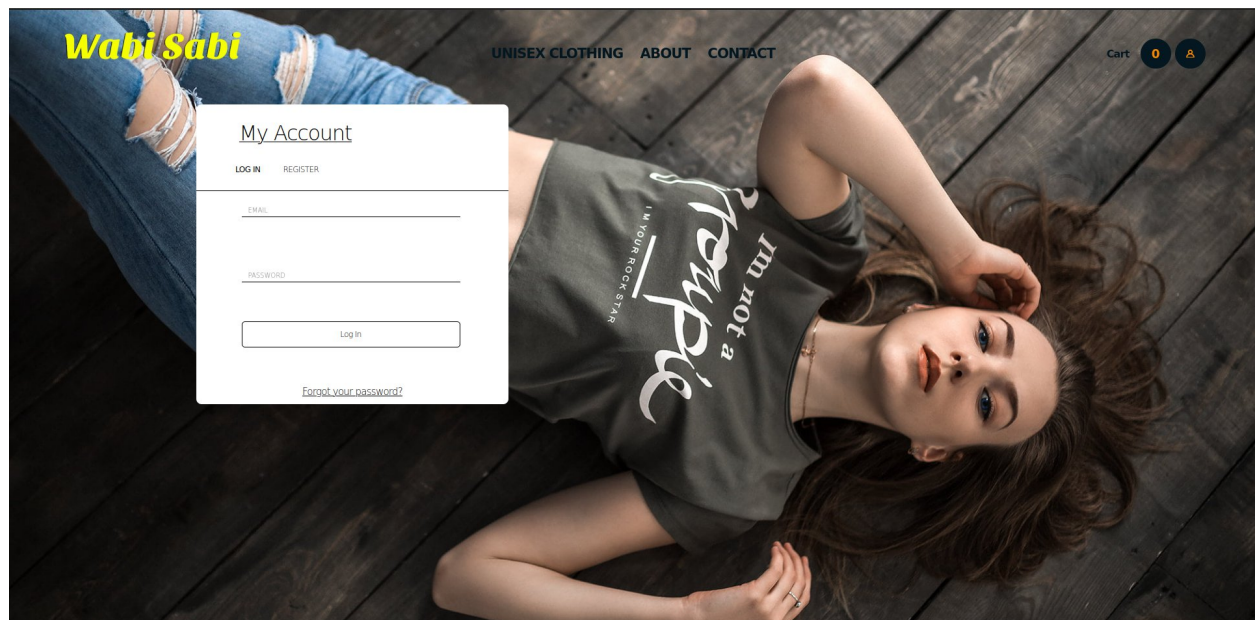 Wabi Sabi
UNISEX CLOTHING ABOUT CONTACT
Cart 0
My Account
LOG IN REGISTER
EMAIL
PASSWORD
Log In
Forgot your password?
I'm not a
groupie
I M YOUR ROCK STAR